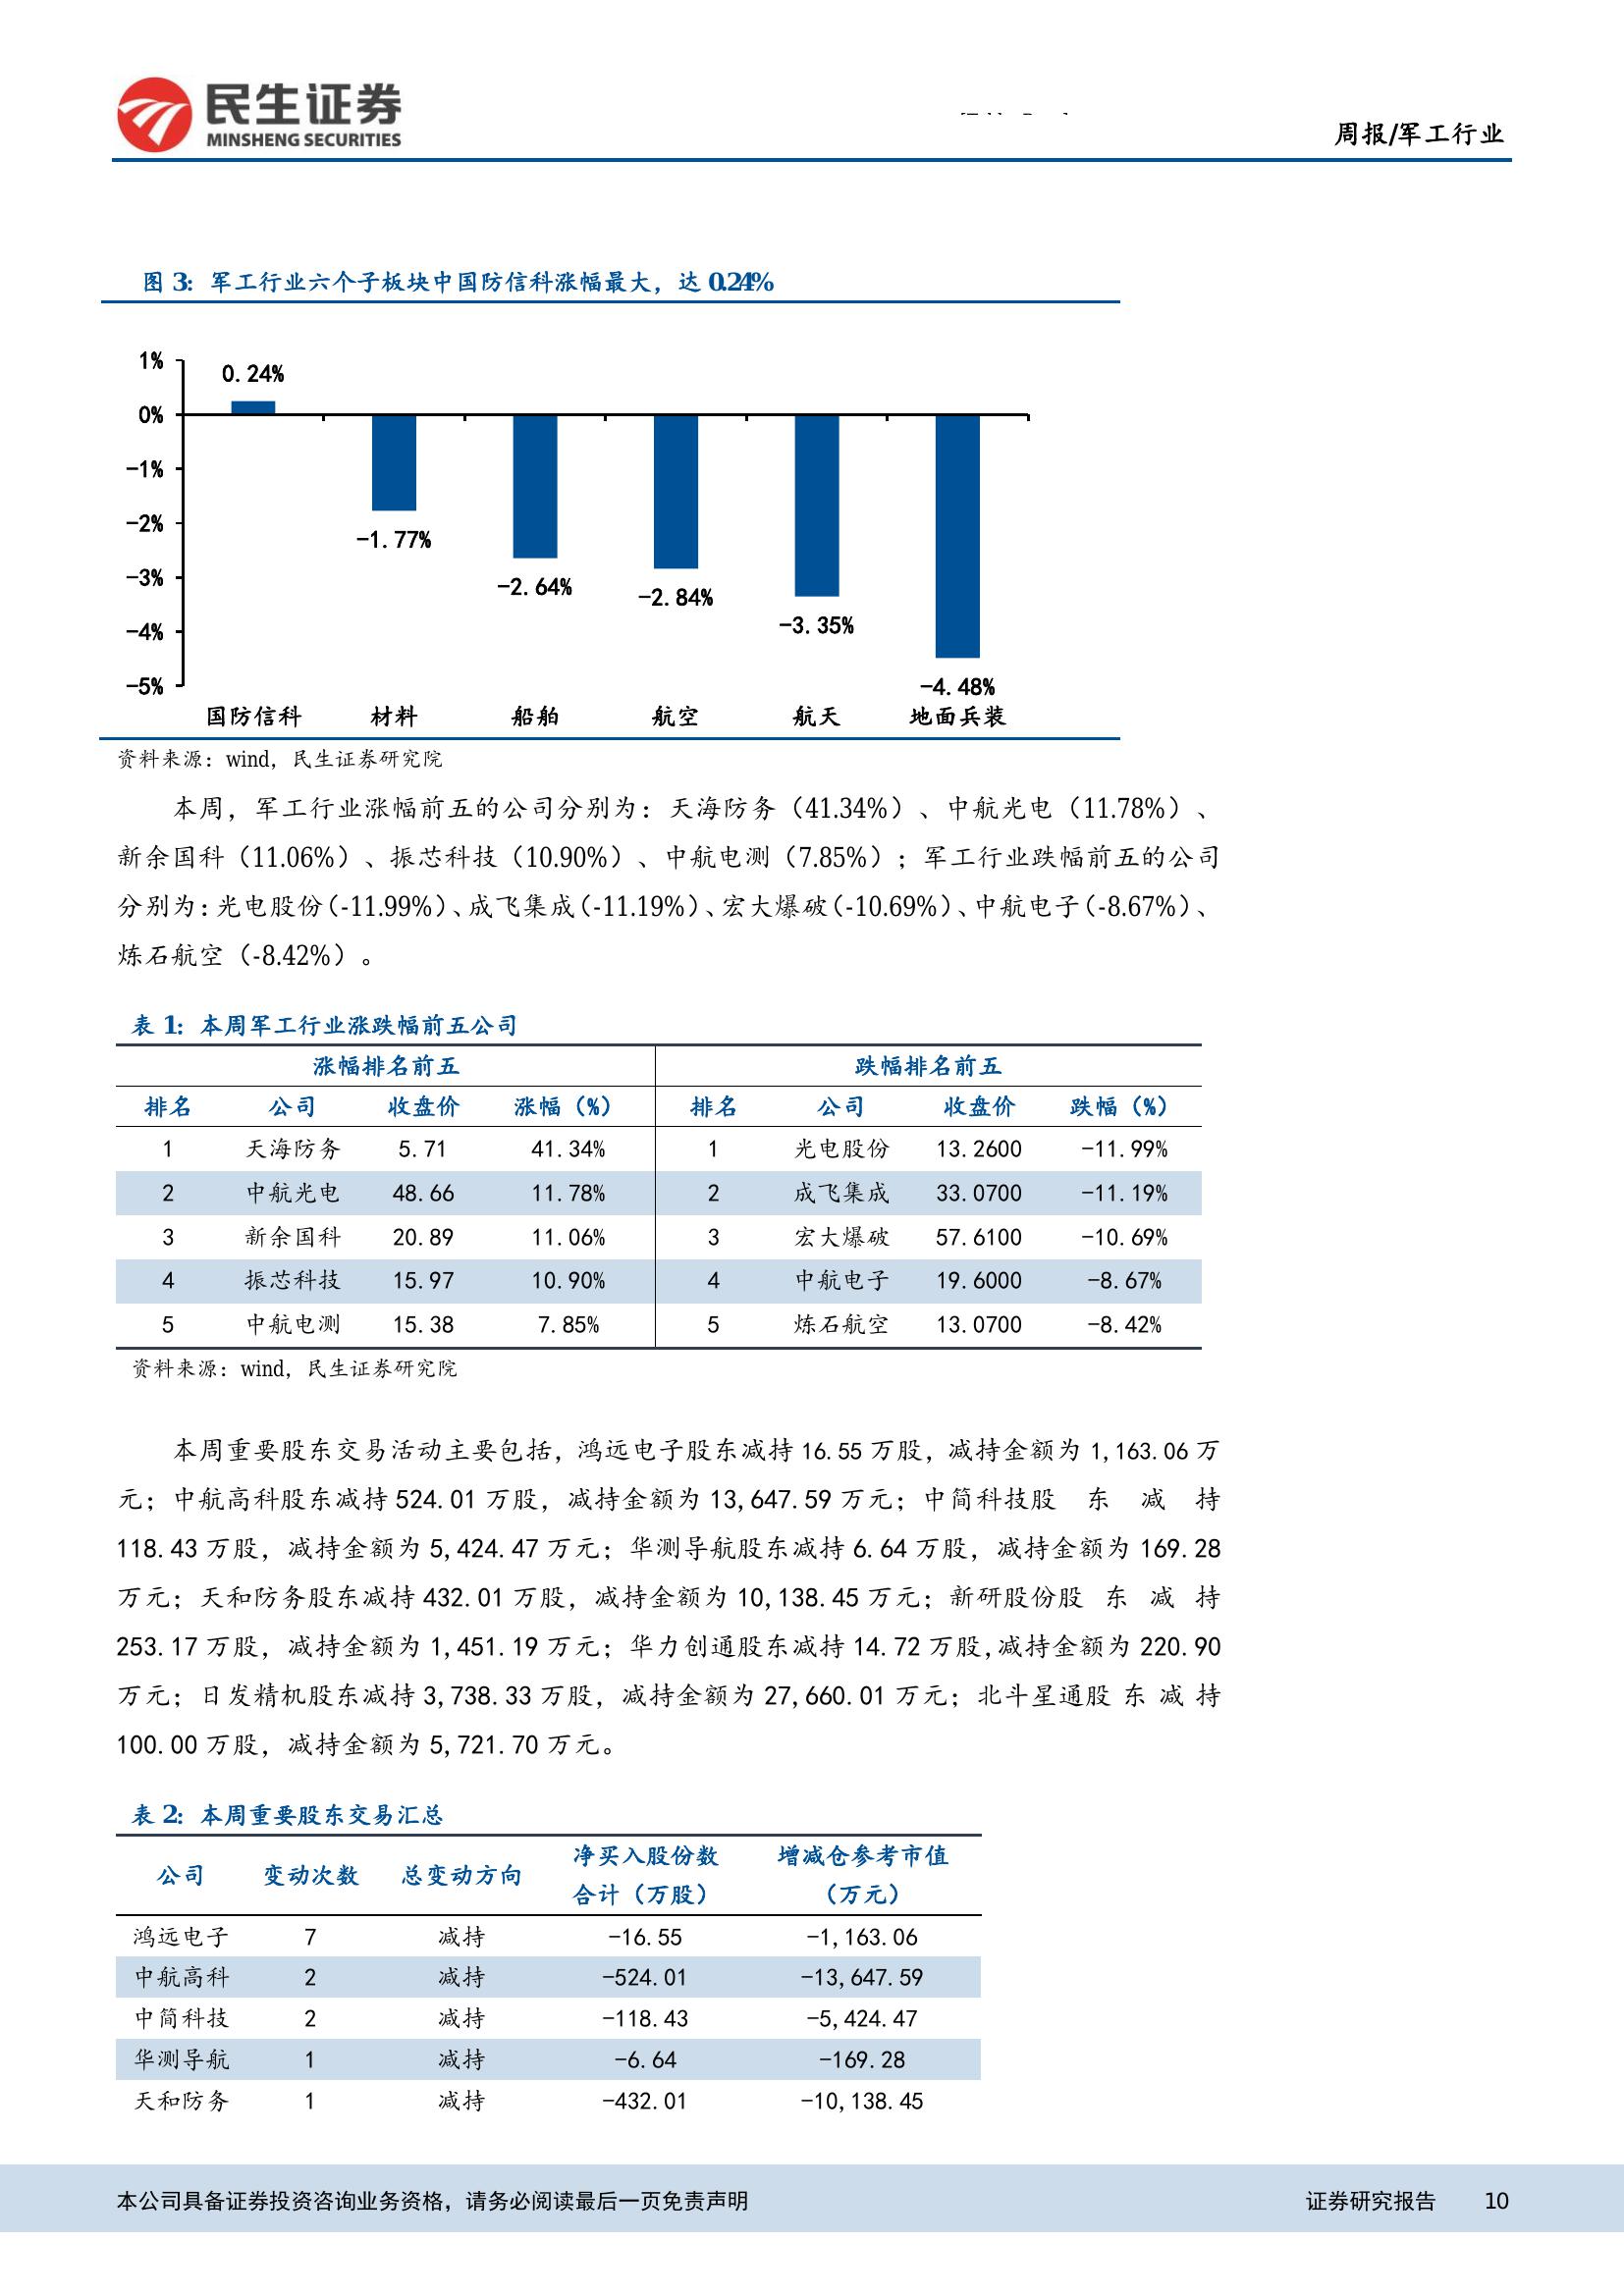 民生证券
MINSHENG SECURITIES
周报/军工行业
图 3：军工行业六个子板块中国防信科涨幅最大，达 0.24%
1%
0%
-1%
-2%
-3%
-4%
-5%
0.24%
-1.77%
-2.64%
-2.84%
-3.35%
-4.48%
国防信科 材料 船舶 航空 航天 地面兵装
资料来源：wind，民生证券研究院
本周，军工行业涨幅前五的公司分别为：天海防务（41.34%）、中航光电（11.78%）、
新余国科（11.06%）、振芯科技（10.90%）、中航电测（7.85%）；军工行业跌幅前五的公司
分别为：光电股份（-11.99%）、成飞集成（-11.19%）、宏大爆破（-10.69%）、中航电子（-8.67%）、
炼石航空（-8.42%）。
表 1：本周军工行业涨跌幅前五公司
涨幅排名前五 跌幅排名前五
排名 公司 收盘价 涨幅（%） 排名 公司 收盘价 跌幅（%）
1 天海防务 5.71 41.34% 1 光电股份 13.2600 -11.99%
2 中航光电 48.66 11.78% 2 成飞集成 33.0700 -11.19%
3 新余国科 20.89 11.06% 3 宏大爆破 57.6100 -10.69%
4 振芯科技 15.97 10.90% 4 中航电子 19.6000 -8.67%
5 中航电测 15.38 7.85% 5 炼石航空 13.0700 -8.42%
资料来源：wind，民生证券研究院
本周重要股东交易活动主要包括，鸿远电子股东减持 16.55 万股，减持金额为 1,163.06 万
元；中航高科股东减持 524.01 万股，减持金额为 13,647.59 万元；中简科技股 东 减 持
118.43 万股，减持金额为 5,424.47 万元；华测导航股东减持 6.64 万股，减持金额为 169.28
万元；天和防务股东减持 432.01 万股，减持金额为 10,138.45 万元；新研股份股 东 减 持
253.17 万股，减持金额为 1,451.19 万元；华力创通股东减持 14.72 万股,减持金额为 220.90
万元；日发精机股东减持 3,738.33 万股，减持金额为 27,660.01 万元；北斗星通股 东 减 持
100.00 万股，减持金额为 5,721.70 万元。
表 2：本周重要股东交易汇总
公司 变动次数 总变动方向 净买入股份数合计（万股） 增减仓参考市值（万元）
鸿远电子 7 减持 -16.55 -1,163.06
中航高科 2 减持 -524.01 -13,647.59
中简科技 2 减持 -118.43 -5,424.47
华测导航 1 减持 -6.64 -169.28
天和防务 1 减持 -432.01 -10,138.45
本公司具备证券投资咨询业务资格，请务必阅读最后一页免责声明 证券研究报告 10